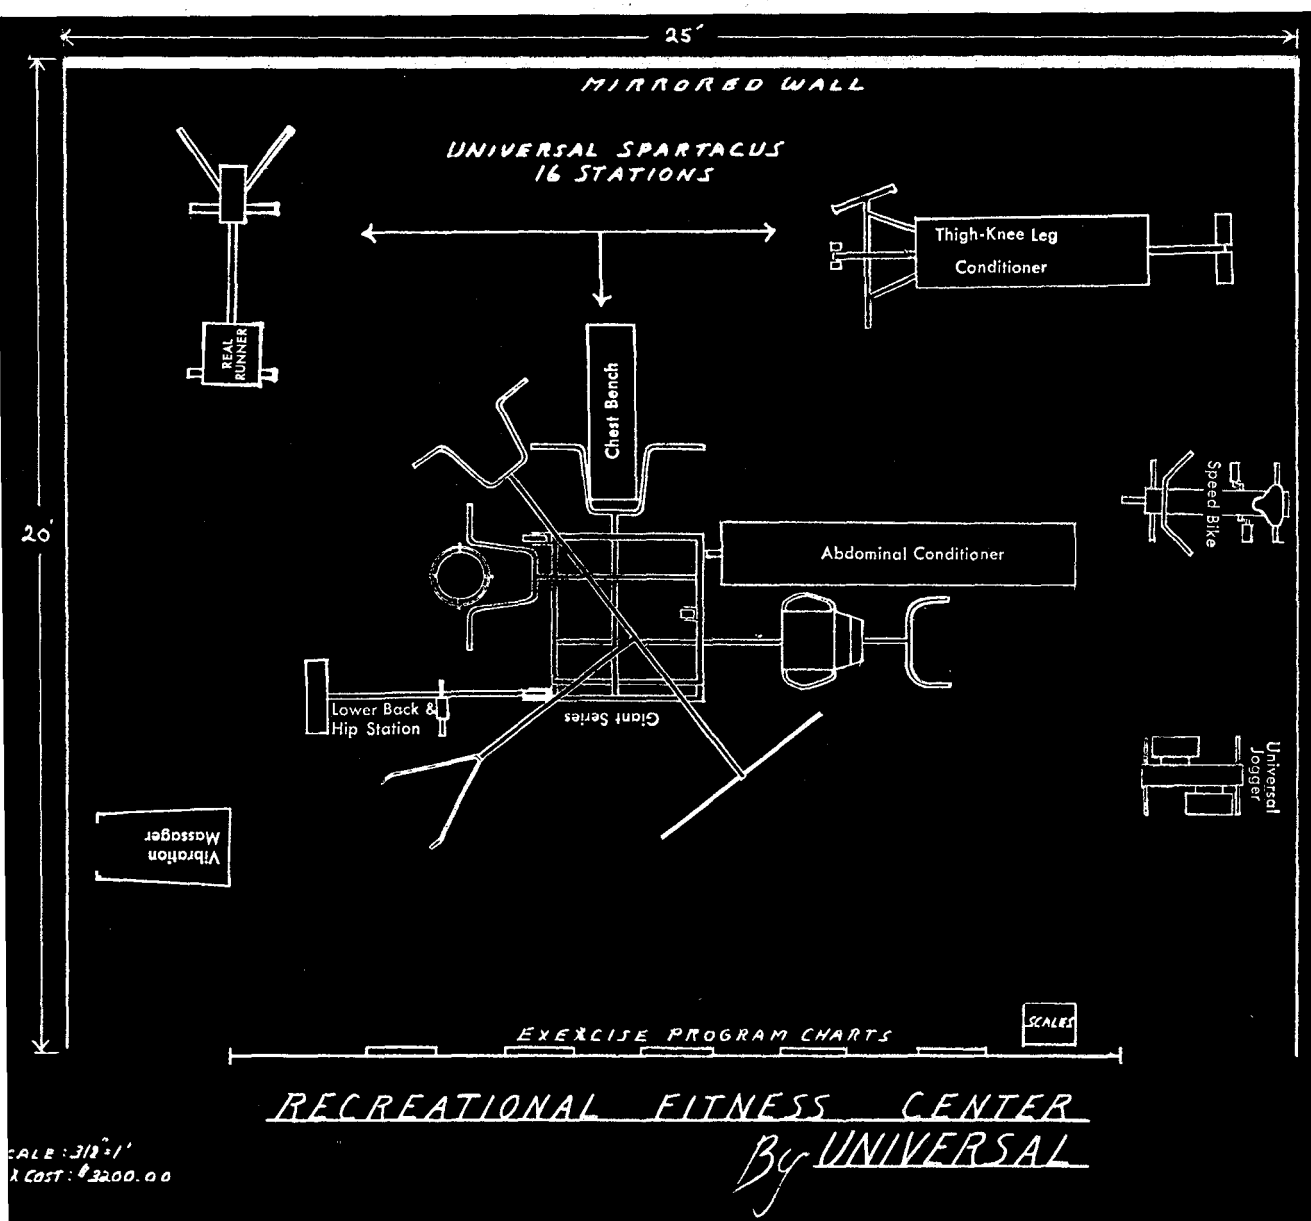 25'
MIRRORED WALL
UNIVERSAL SPARTACUS
16 STATIONS
Thigh-Knee Leg
Conditioner
REAL
RUNNER
Chest Bench
Speed Bike
20'
Abdominal Conditioner
Lower Back &
Hip Station
Giant Series
Universal
Jogger
Vibration
Massager
SCALES
EXERCISE PROGRAM CHARTS
RECREATIONAL FITNESS CENTER
By UNIVERSAL
CALE : 3/8"=1'
X COST : $3200.00